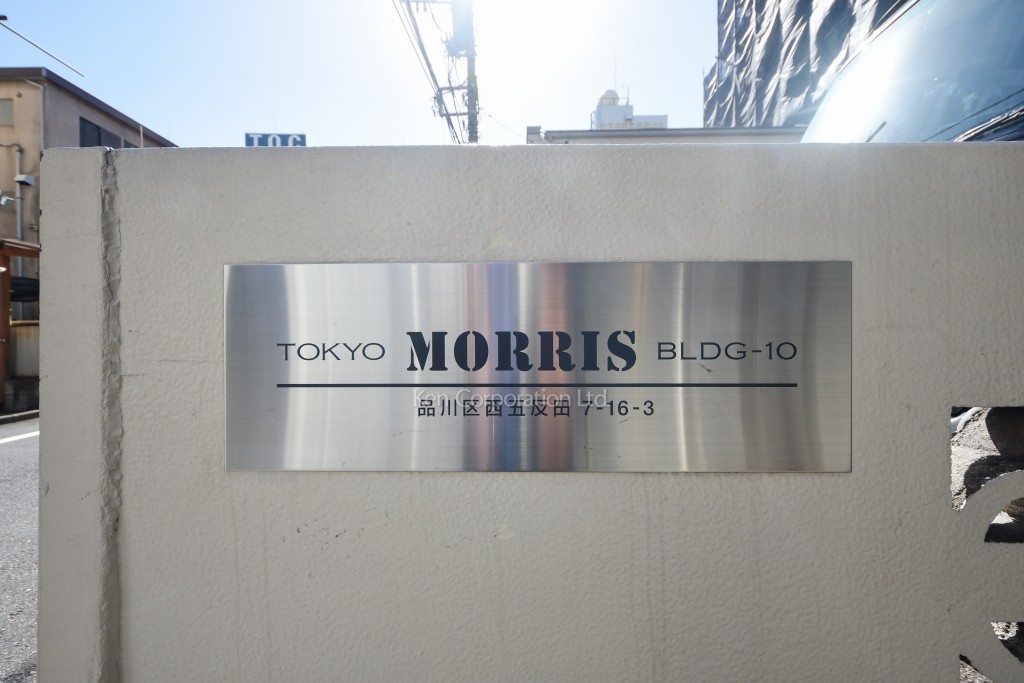 TOC
TOKYO MORRIS BLDG-10
Ken Corporation Ltd.
品川区西五反田 7-16-3